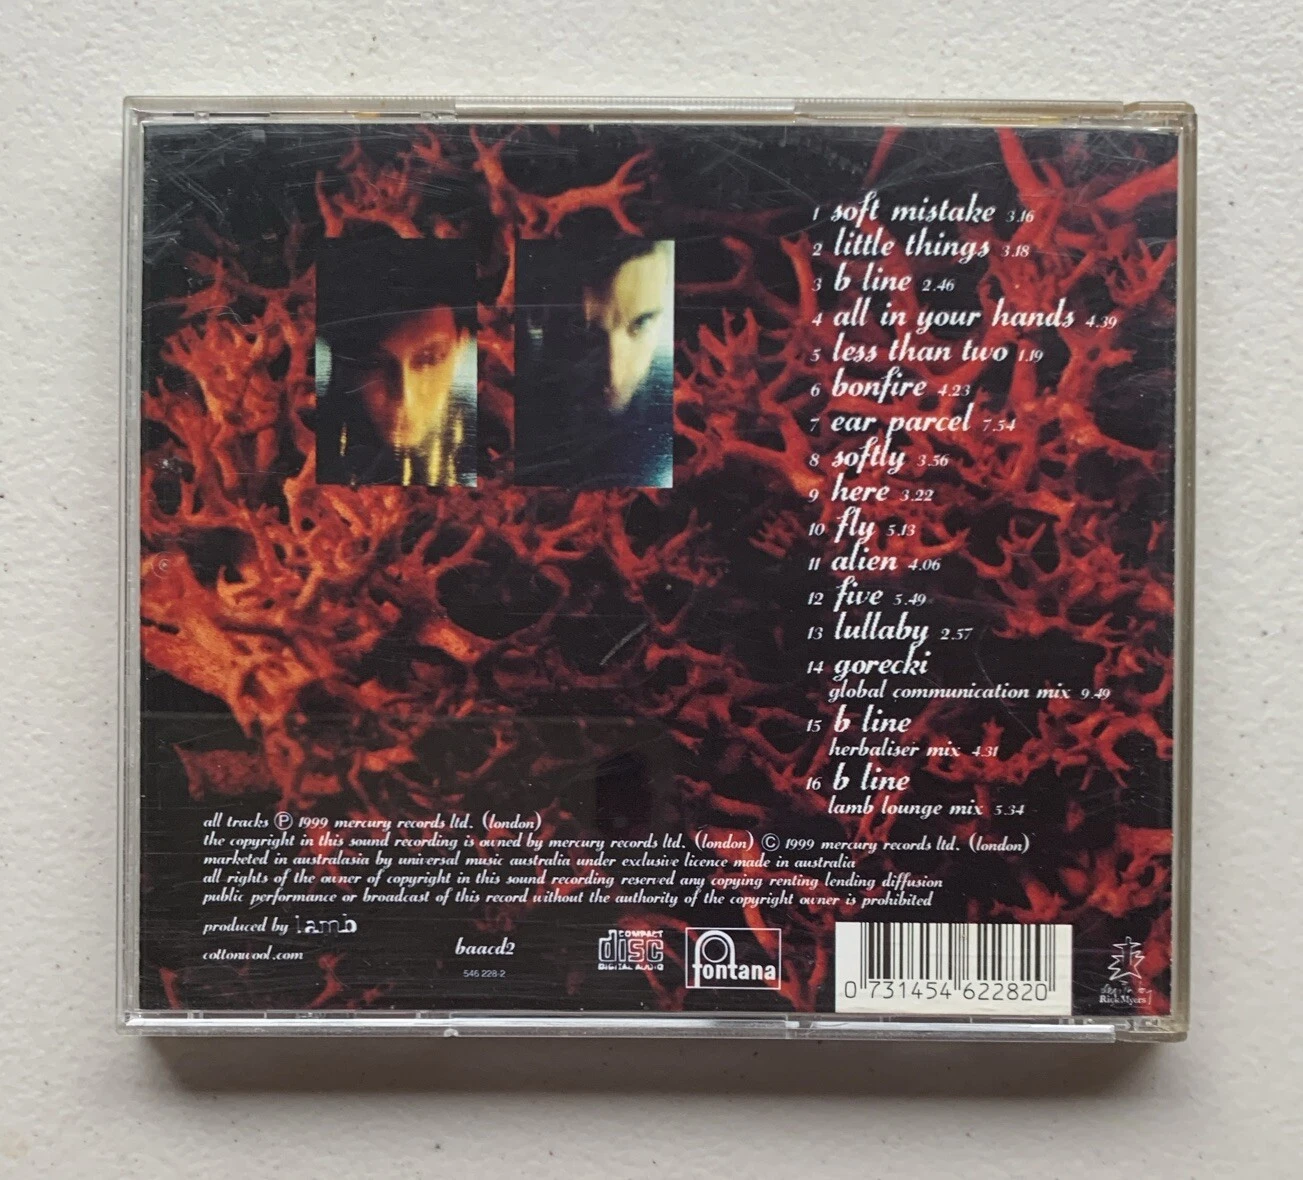 1 soft mistake 3.16
2 little things 3.18
3 b line 2.46
4 all in your hands 4.39
5 less than two 1.19
6 bonfire 4.23
7 ear parcel 7.54
8 softly 3.56
9 here 3.22
10 fly 5.13
11 alien 4.06
12 five 5.49
13 lullaby 2.57
14 gorecki
global communication mix 9.49
15 b line
herbaliser mix 4.31
16 b line
lamb lounge mix 5.34
all tracks ℗ 1999 mercury records ltd. (london)
the copyright in this sound recording is owned by mercury records ltd. (london) © 1999 mercury records ltd. (london)
marketed in australasia by universal music australia under exclusive licence made in australia
all rights of the owner of copyright in this sound recording reserved any copying renting lending diffusion
public performance or broadcast of this record without the authority of the copyright owner is prohibited
produced by lamb
cottonwool.com
baacd2
546 228-2
COMPACT
disc
DIGITAL AUDIO
fontana
0 731454 622820
design by
Rick Myers